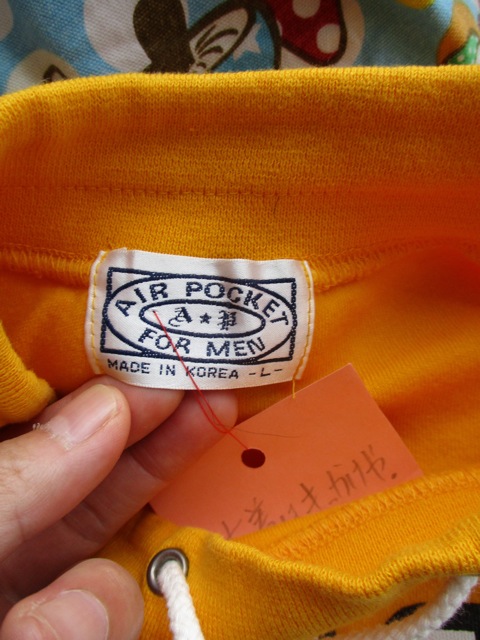 AIR POCKET
A★P
FOR MEN
MADE IN KOREA -L-